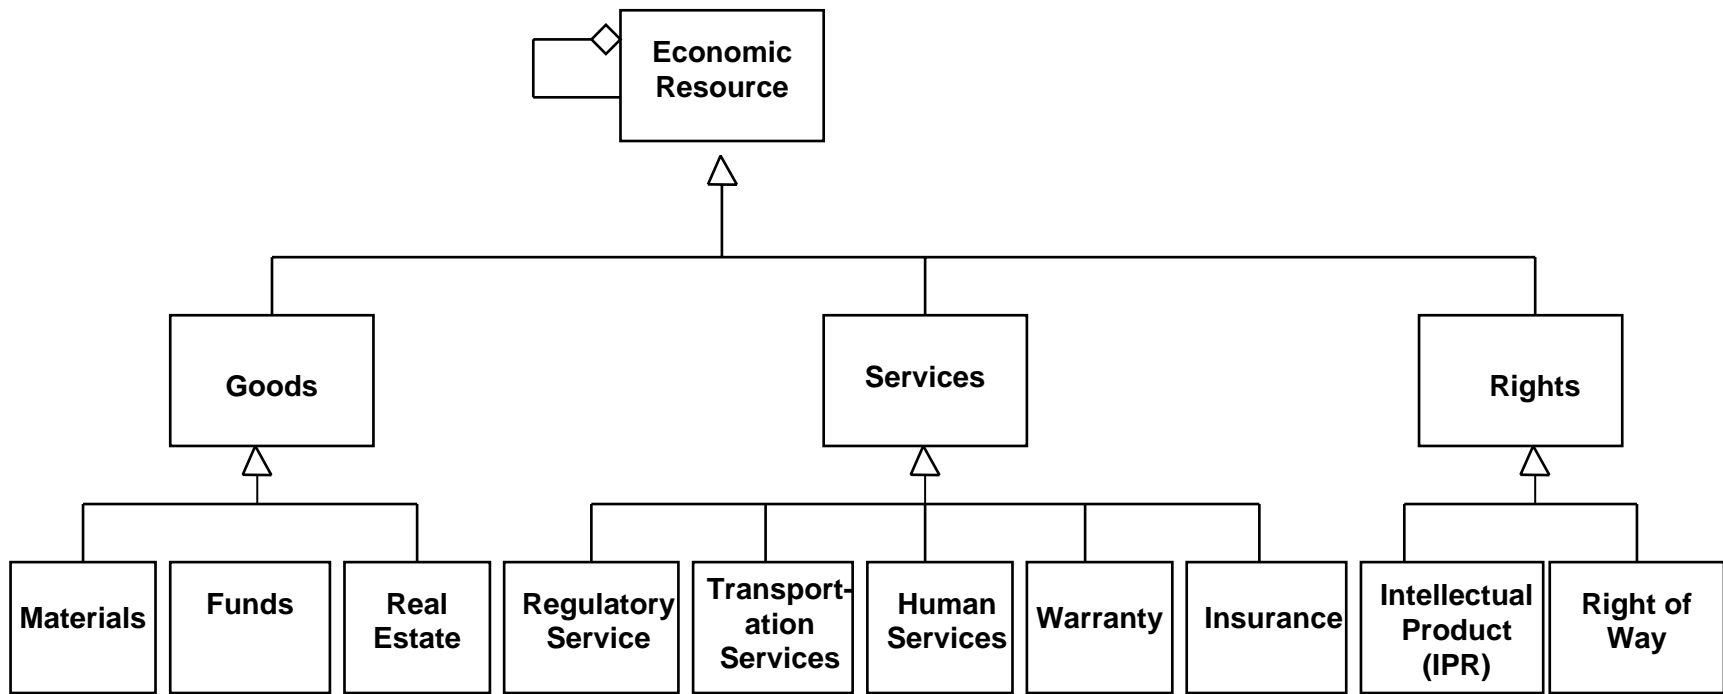 Economic
Resource
Goods
Services
Rights
Materials
Funds
Real
Estate
Regulatory
Service
Transport-
ation
Services
Human
Services
Warranty
Insurance
Intellectual
Product
(IPR)
Right of
Way